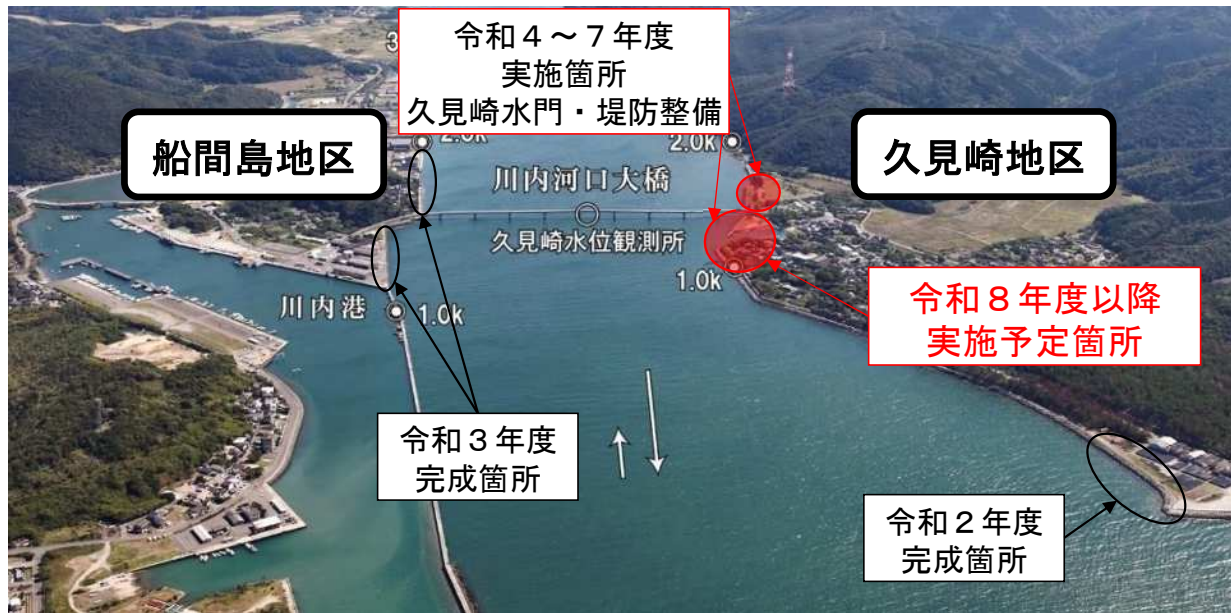 令和４～７年度
実施箇所
久見崎水門・堤防整備
船間島地区
久見崎地区
2.0k
2.0k
川内河口大橋
久見崎水位観測所
川内港
1.0k
1.0k
令和８年度以降
実施予定箇所
令和３年度
完成箇所
令和２年度
完成箇所